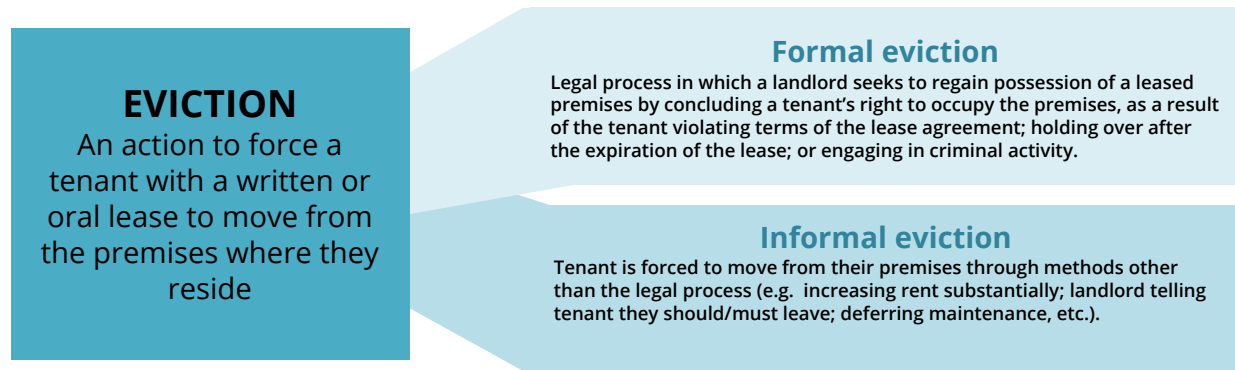 EVICTION
An action to force a
tenant with a written or
oral lease to move from
the premises where they
reside
Formal eviction
Legal process in which a landlord seeks to regain possession of a leased
premises by concluding a tenant’s right to occupy the premises, as a result
of the tenant violating terms of the lease agreement; holding over after
the expiration of the lease; or engaging in criminal activity.
Informal eviction
Tenant is forced to move from their premises through methods other
than the legal process (e.g. increasing rent substantially; landlord telling
tenant they should/must leave; deferring maintenance, etc.).